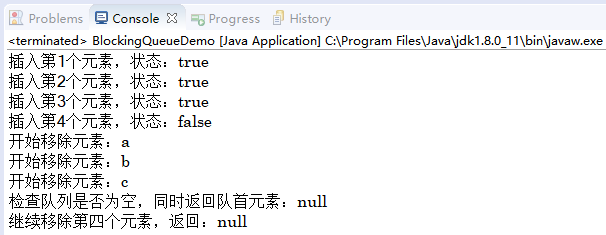 Problems Console Progress History
<terminated> BlockingQueueDemo [Java Application] C:\Program Files\Java\jdk1.8.0_11\bin\javaw.exe
插入第1个元素，状态：true
插入第2个元素，状态：true
插入第3个元素，状态：true
插入第4个元素，状态：false
开始移除元素：a
开始移除元素：b
开始移除元素：c
检查队列是否为空，同时返回队首元素：null
继续移除第四个元素，返回：null